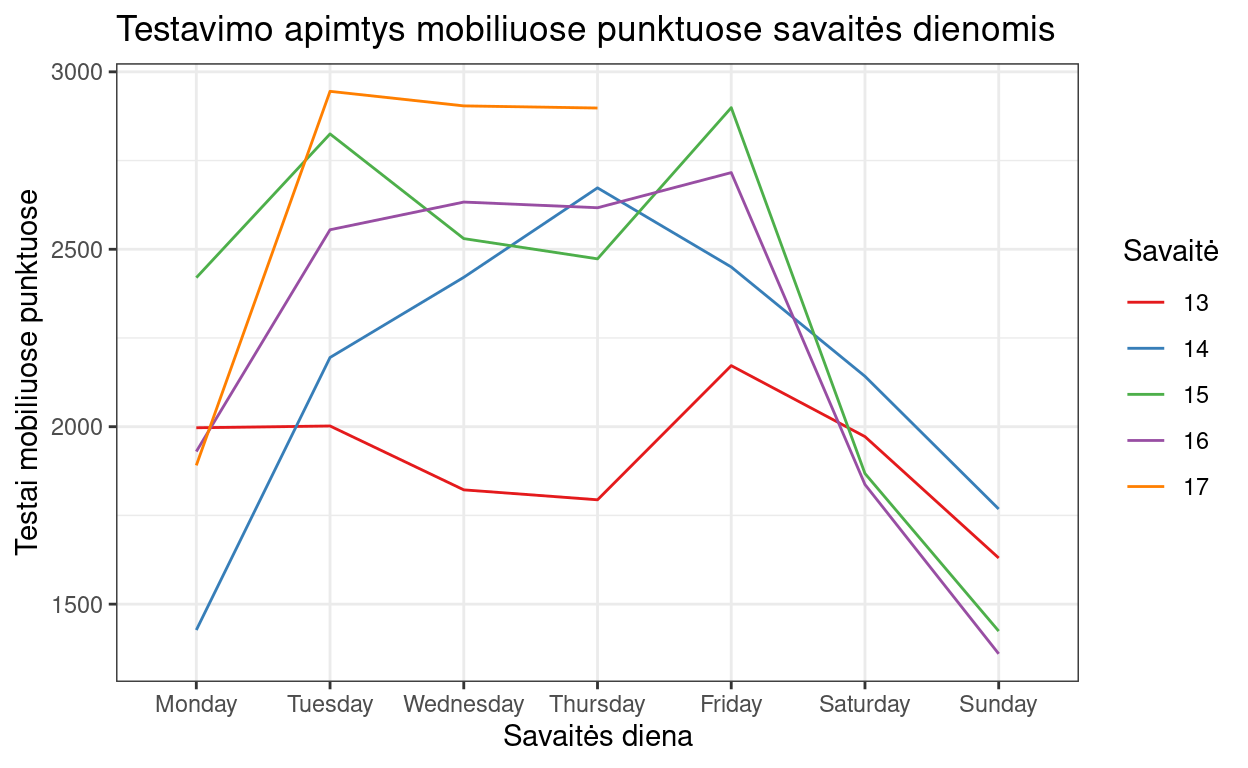 Testavimo apimtys mobiliuose punktuose savaitės dienomis
Testai mobiliuose punktuose
3000
2500
2000
1500
Monday Tuesday Wednesday Thursday Friday Saturday Sunday
Savaitės diena
Savaitė
13
14
15
16
17